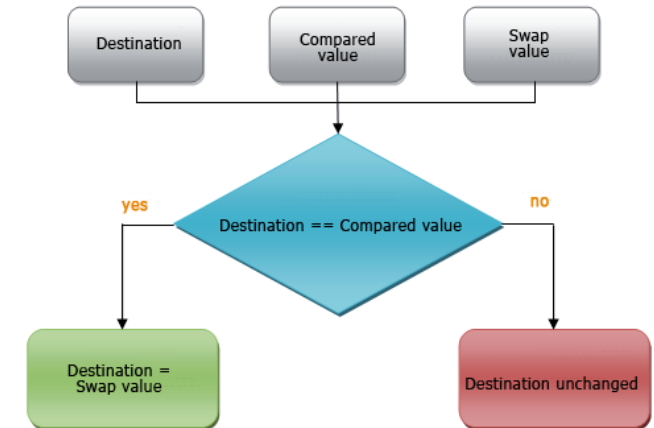 Destination
Compared
value
Swap
value
yes
no
Destination == Compared value
Destination =
Swap value
Destination unchanged